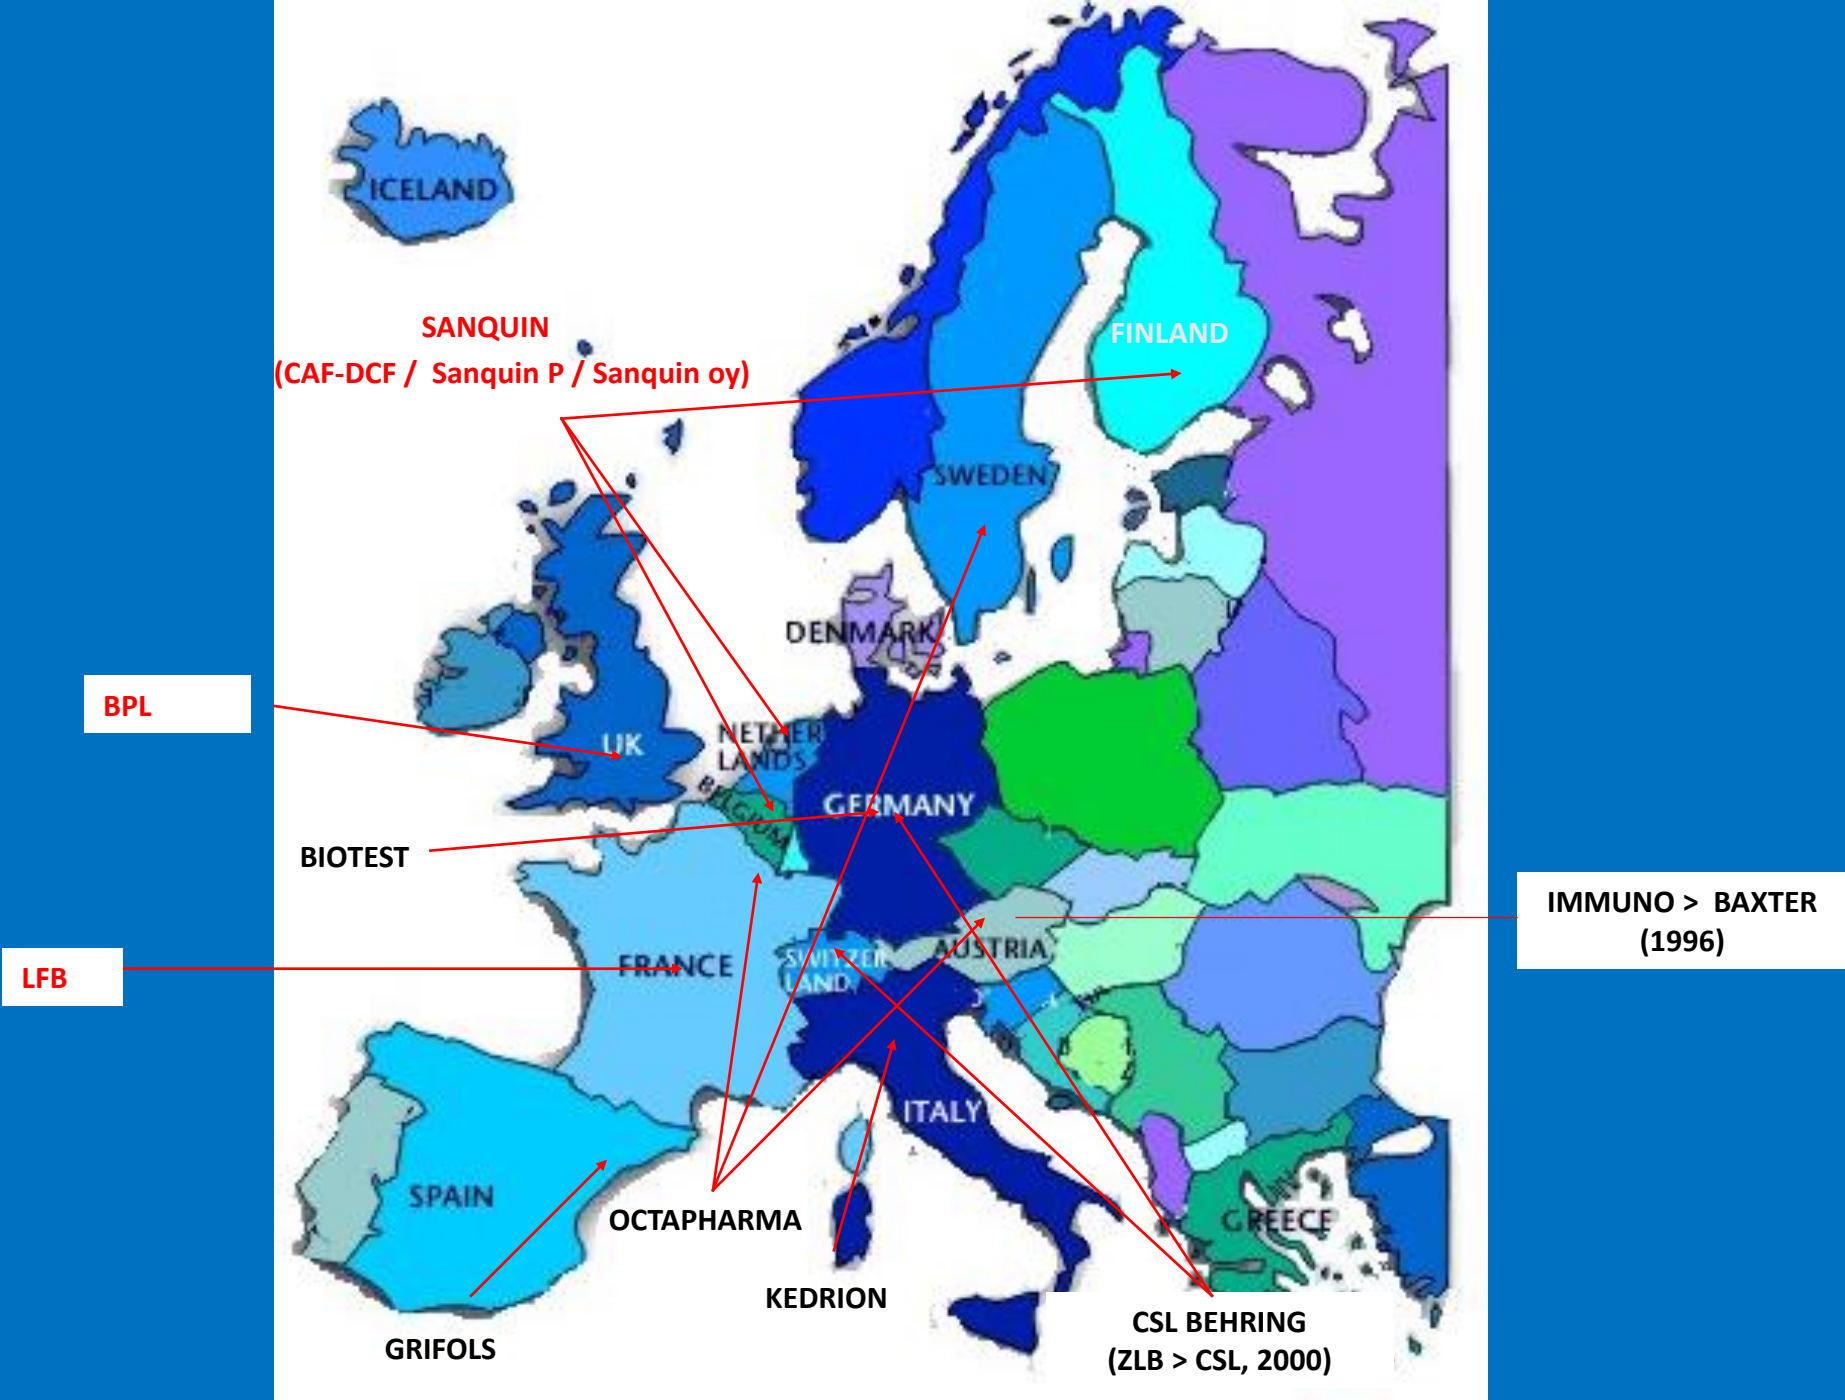 ICELAND
SANQUIN
(CAF-DCF / Sanquin P / Sanquin oy)
FINLAND
SWEDEN
DENMARK
BPL
UK
NETHER
LANDS
BELGIUM
GERMANY
BIOTEST
IMMUNO > BAXTER
(1996)
LFB
FRANCE
SWITZER
LAND
AUSTRIA
ITALY
SPAIN
OCTAPHARMA
GREECE
KEDRION
GRIFOLS
CSL BEHRING
(ZLB > CSL, 2000)